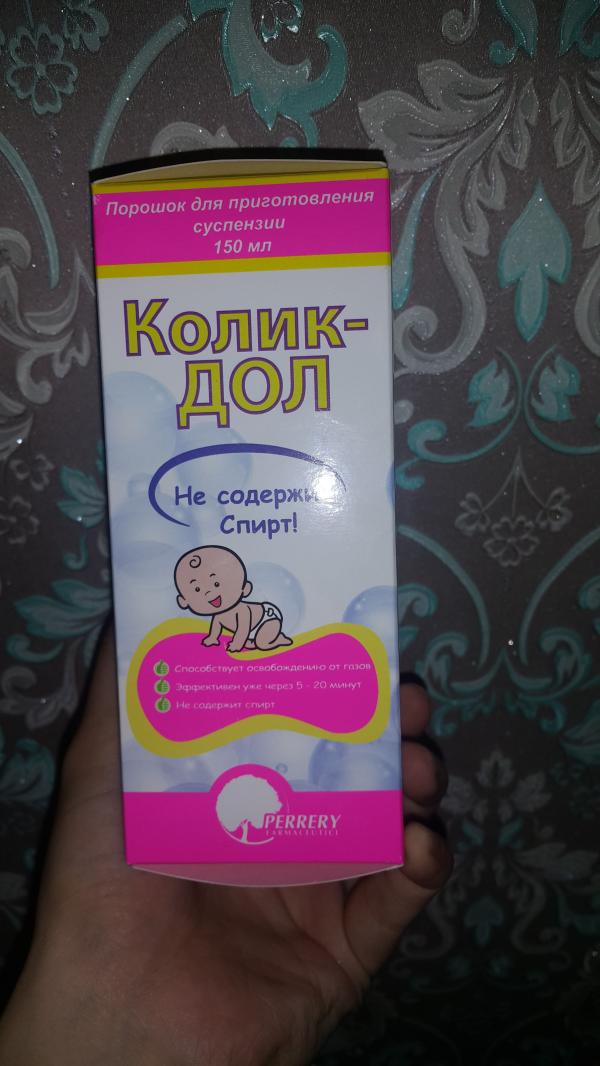 Порошок для приготовления
суспензии
150 мл
Колик-
ДОЛ
Не
Спирт!
Способствует освобождению от газов
Эффективен уже через 5 - 20 минут
Не содержит спирт
PERRERY
FARMACEUTICI